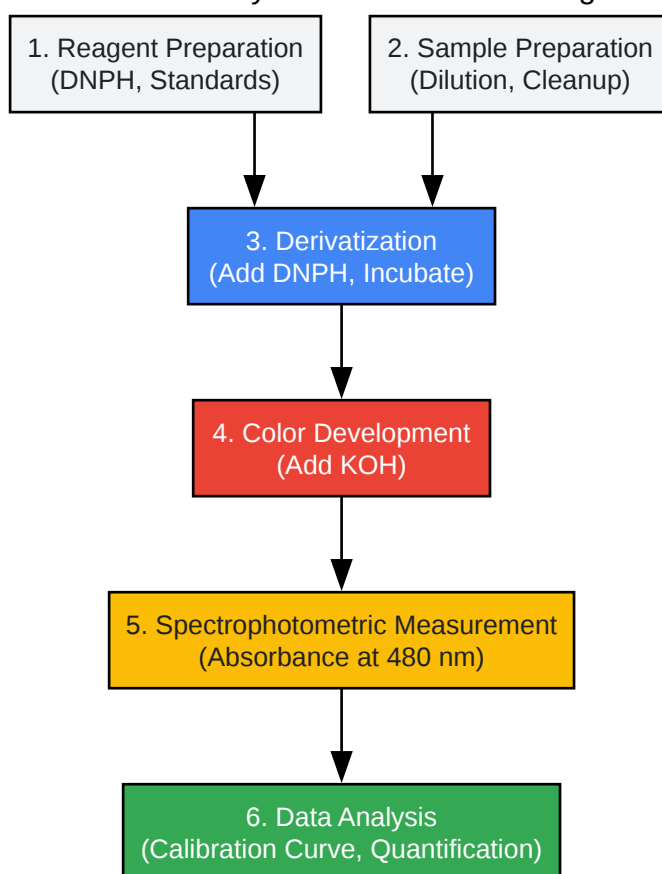 1. Reagent Preparation
(DNPH, Standards)
2. Sample Preparation
(Dilution, Cleanup)
3. Derivatization
(Add DNPH, Incubate)
4. Color Development
(Add KOH)
5. Spectrophotometric Measurement
(Absorbance at 480 nm)
6. Data Analysis
(Calibration Curve, Quantification)